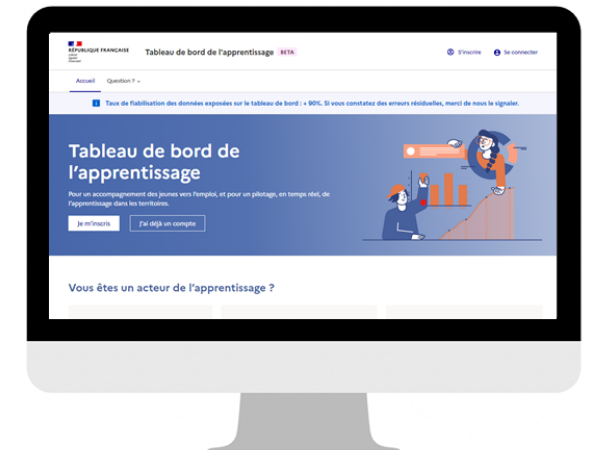 RÉPUBLIQUE FRANÇAISE
Tableau de bord de l'apprentissage BETA
S'inscrire
Se connecter
Accueil
Question ?
Taux de fiabilisation des données exposées sur le tableau de bord : + 90%. Si vous constatez des erreurs résiduelles, merci de nous le signaler.
Tableau de bord de
l'apprentissage
Pour un accompagnement des jeunes vers l'emploi, et pour un pilotage, en temps réel, de
l'apprentissage dans les territoires.
Je m'inscris
J'ai déjà un compte
Vous êtes un acteur de l'apprentissage ?